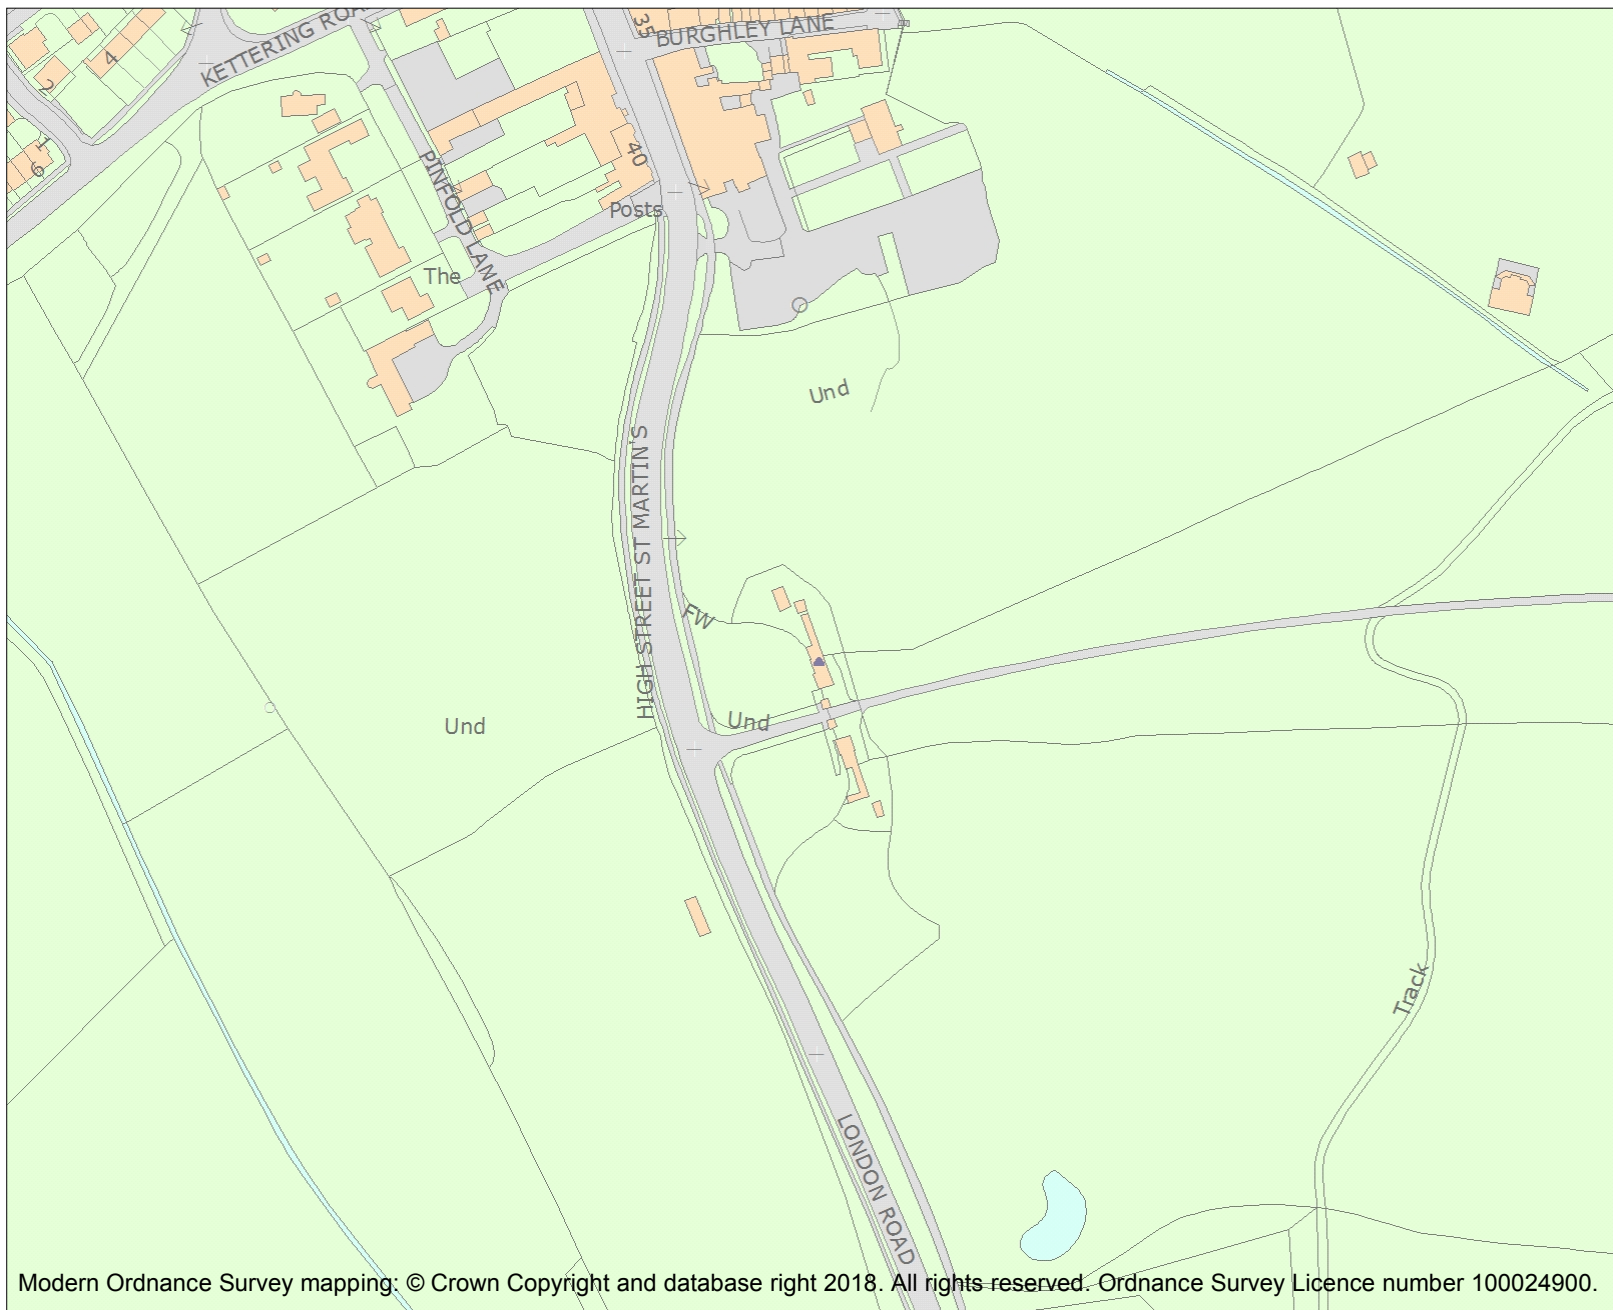 35
BURGHLEY LANE
KETTERING ROA
4
2
1
6
40
PINFOLD LANE
Posts
The
Und
HIGH STREET ST MARTIN'S
FW
Und
Und
Track
LONDON ROAD
Modern Ordnance Survey mapping: © Crown Copyright and database right 2018. All rights reserved. Ordnance Survey Licence number 100024900.